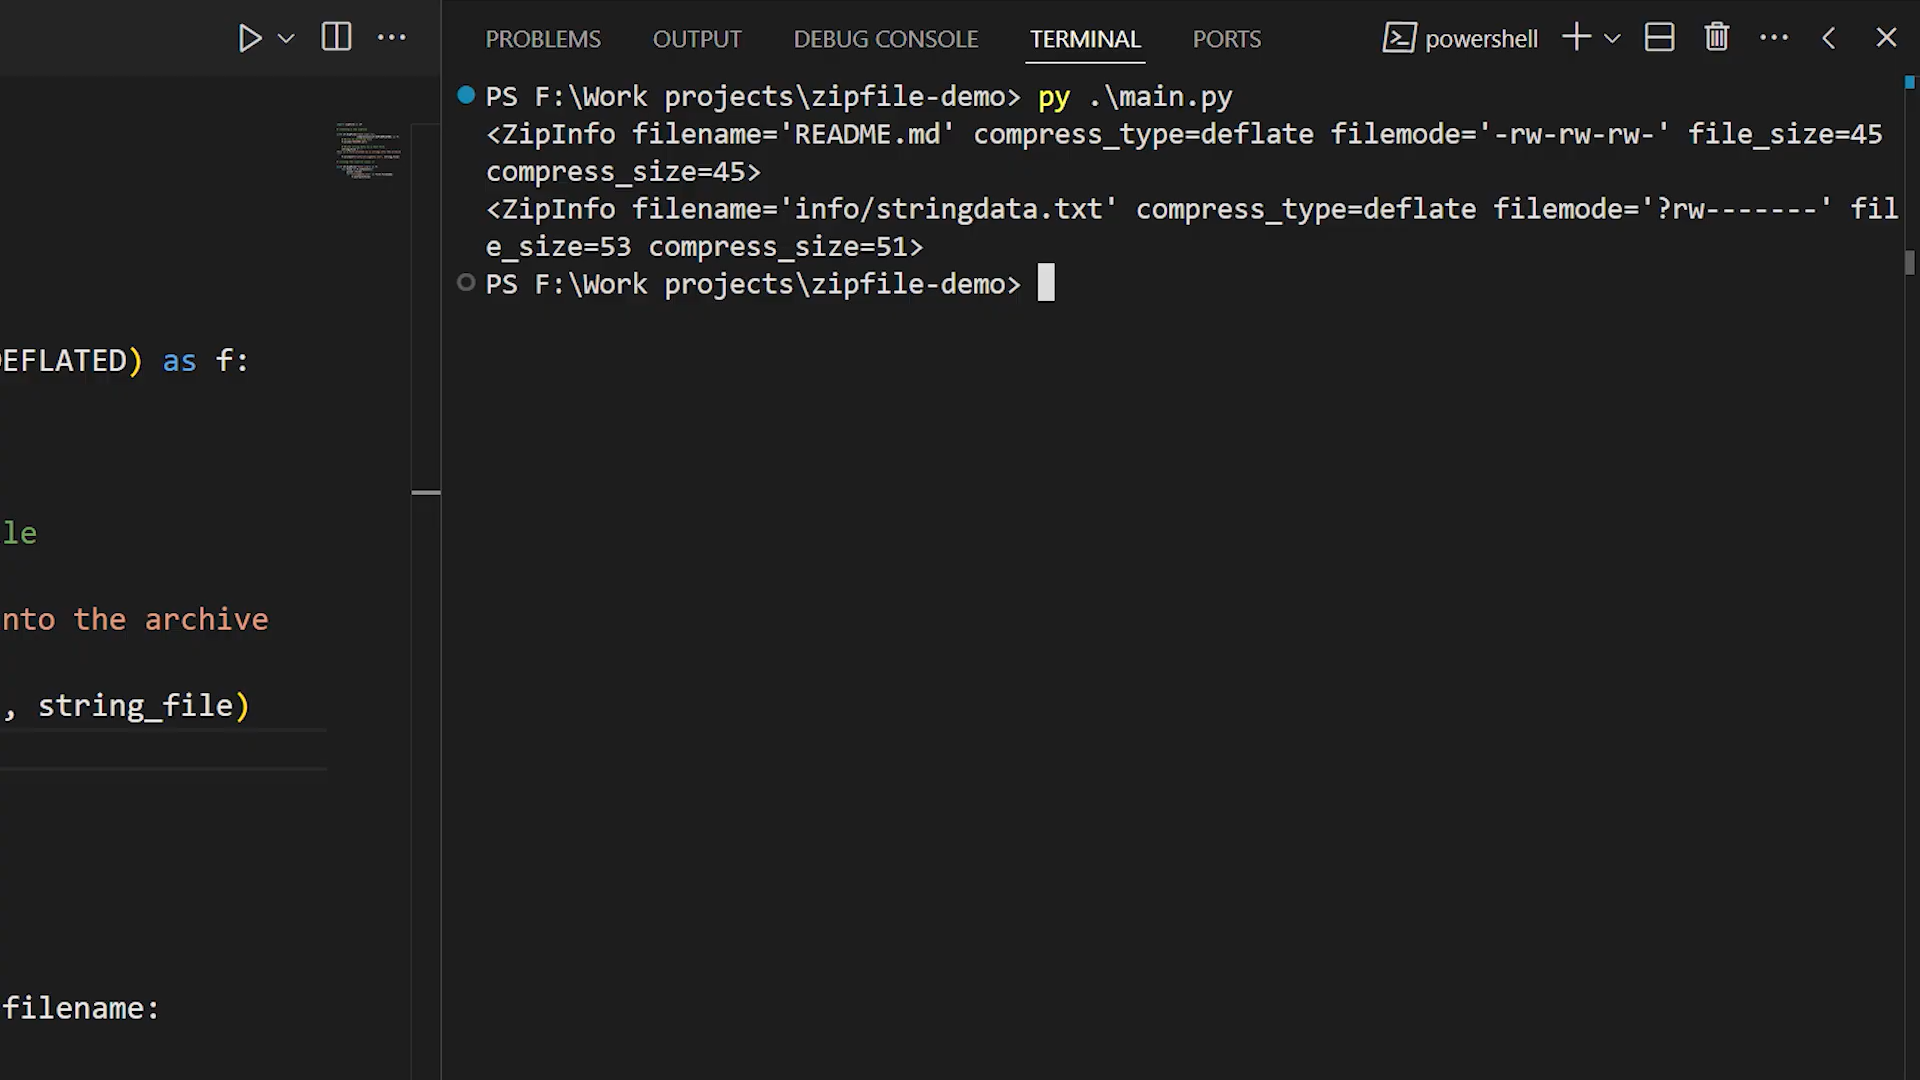 PROBLEMS OUTPUT DEBUG CONSOLE TERMINAL PORTS powershell
PS F:\Work projects\zipfile-demo> py .\main.py
<ZipInfo filename='README.md' compress_type=deflate filemode='-rw-rw-rw-' file_size=45
compress_size=45>
<ZipInfo filename='info/stringdata.txt' compress_type=deflate filemode='?rw-------' fil
e_size=53 compress_size=51>
PS F:\Work projects\zipfile-demo>
DEFLATED) as f:
le
nto the archive
, string_file)
filename: